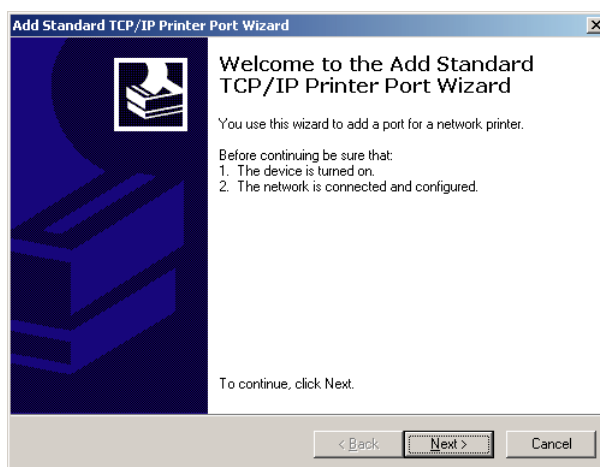 Add Standard TCP/IP Printer Port Wizard
Welcome to the Add Standard
TCP/IP Printer Port Wizard
You use this wizard to add a port for a network printer.
Before continuing be sure that:
1. The device is turned on.
2. The network is connected and configured.
To continue, click Next.
< Back
Next >
Cancel